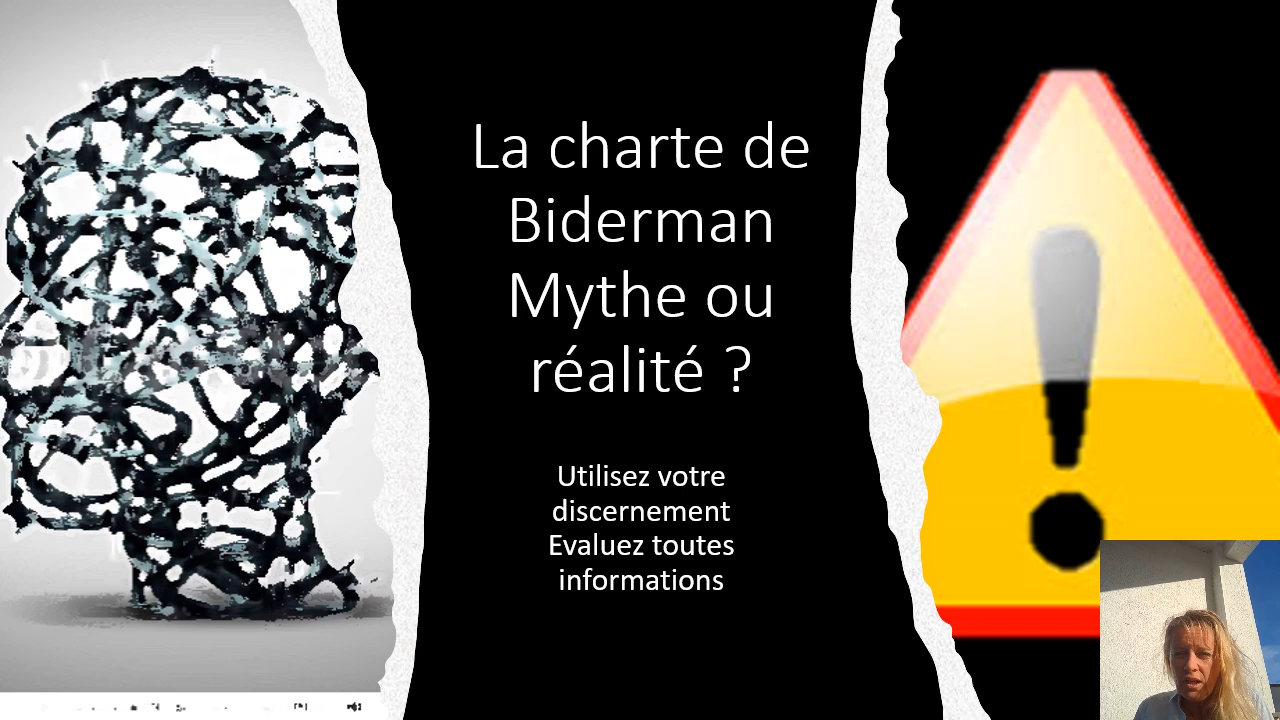 La charte de
Biderman
Mythe ou
réalité ?
Utilisez votre
discernement
Evaluez toutes
informations